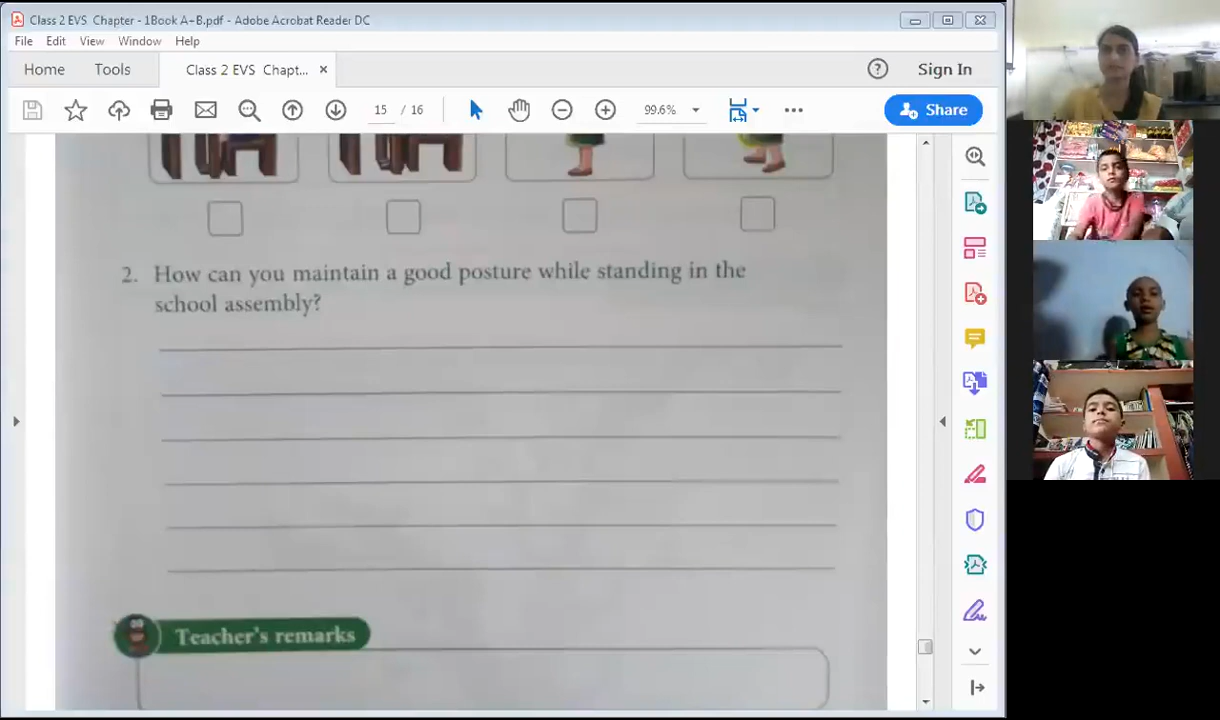 Class 2 EVS Chapter - 1Book A-B.pdf - Adobe Acrobat Reader DC
File Edit View Window Help
Home Tools Class 2 EVS Chapt... × Sign In
15 / 16 99.6% Share
2. How can you maintain a good posture while standing in the
school assembly?
Teacher's remarks